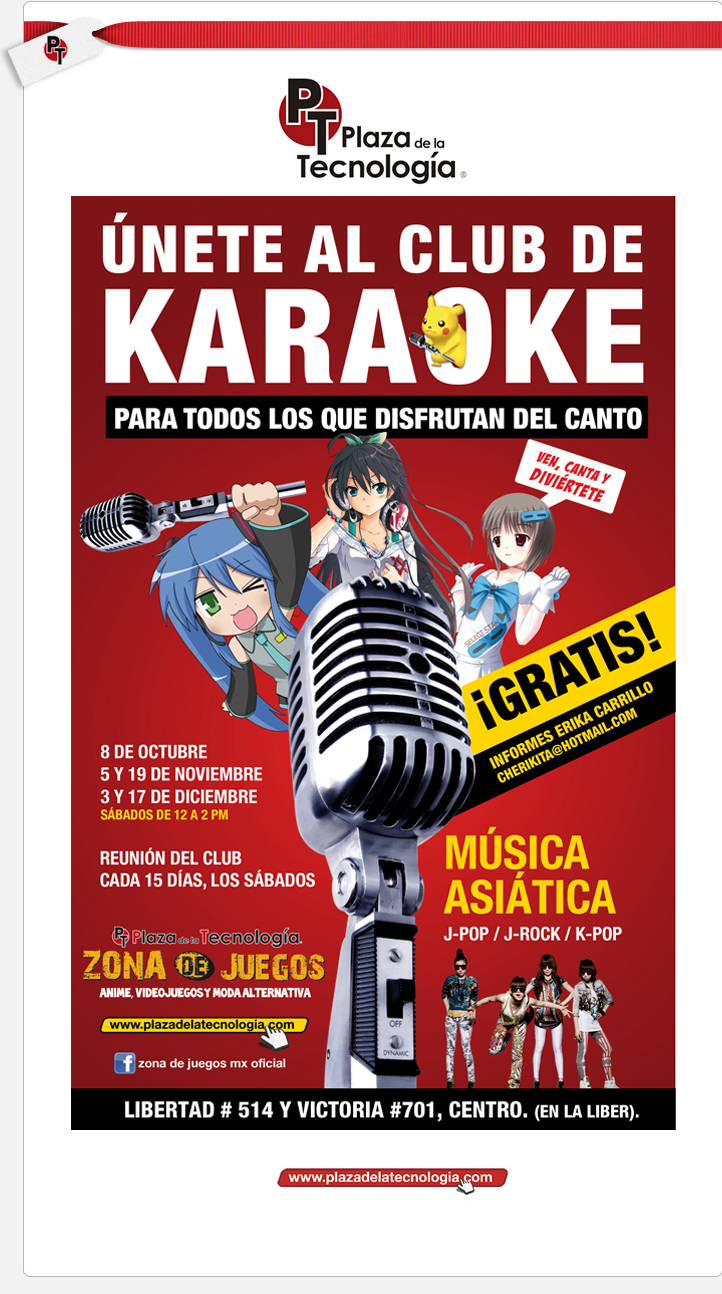 PT
PT Plaza de la
Tecnología ®
ÚNETE AL CLUB DE
KARAOKE
PARA TODOS LOS QUE DISFRUTAN DEL CANTO
VEN, CANTA Y
DIVIÉRTETE
¡GRATIS!
INFORMES ERIKA CARRILLO
CHERIKITA@HOTMAIL.COM
8 DE OCTUBRE
5 Y 19 DE NOVIEMBRE
3 Y 17 DE DICIEMBRE
SÁBADOS DE 12 A 2 PM
REUNIÓN DEL CLUB
CADA 15 DÍAS, LOS SÁBADOS
MÚSICA
ASIÁTICA
J-POP / J-ROCK / K-POP
PT Plaza de la Tecnología.
ZONA DE JUEGOS
ANIME, VIDEOJUEGOS Y MODA ALTERNATIVA
www.plazadelatecnologia.com
f zona de juegos mx oficial
OFF
DYNAMIC
LIBERTAD # 514 Y VICTORIA #701, CENTRO. (EN LA LIBER).
www.plazadelatecnologia.com